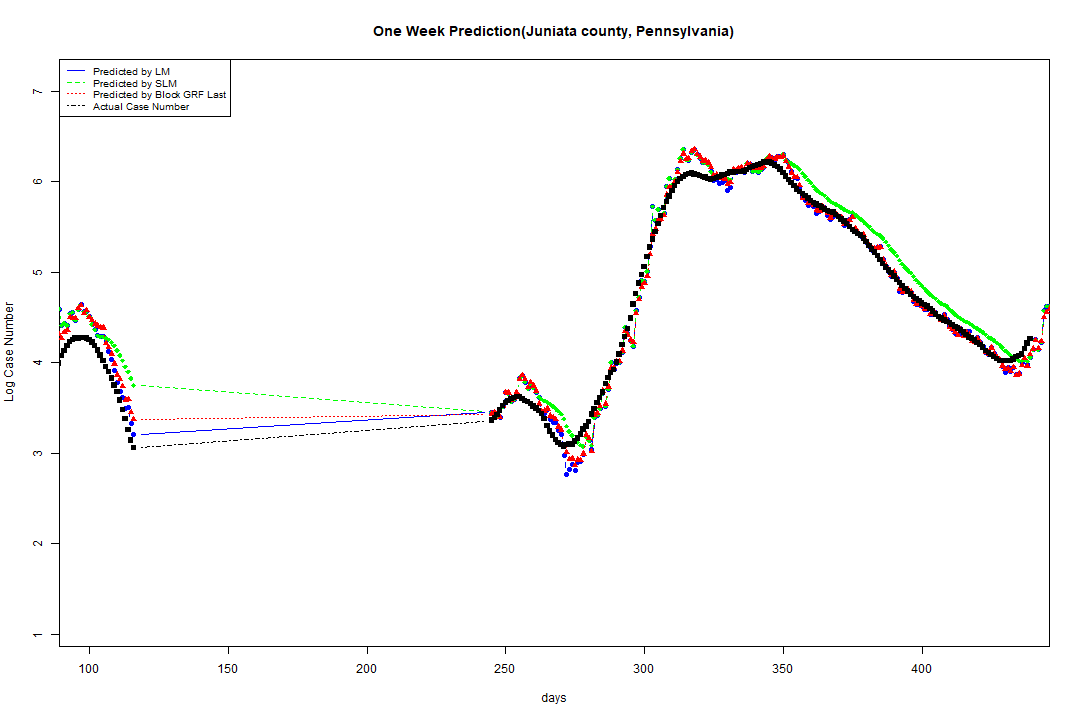 One Week Prediction(Juniata county, Pennsylvania)
Predicted by LM
Predicted by SLM
Predicted by Block GRF Last
Actual Case Number
Log Case Number
7
6
5
4
3
2
1
100 150 200 250 300 350 400
days